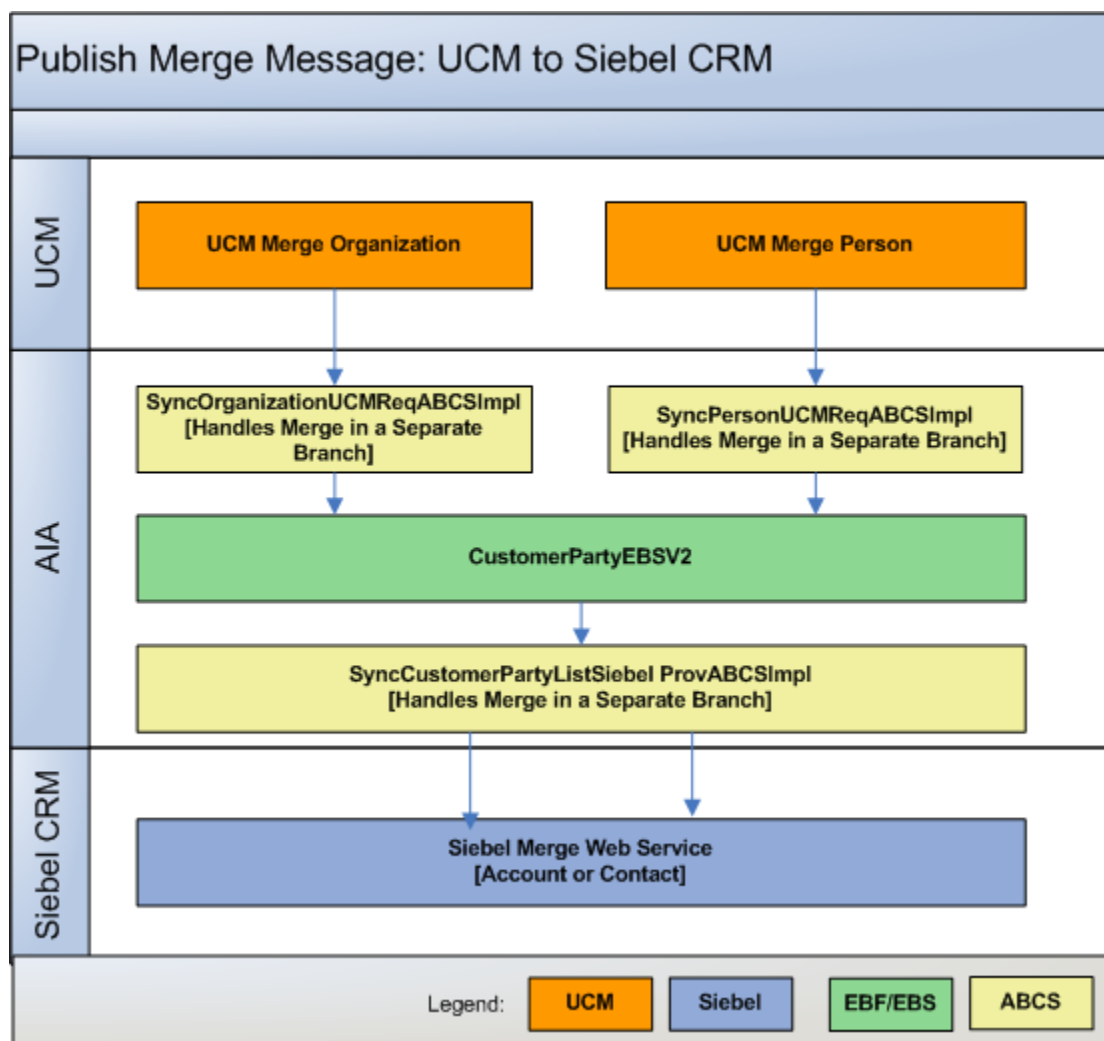 Publish Merge Message: UCM to Siebel CRM
UCM
UCM Merge Organization
UCM Merge Person
AIA
SyncOrganizationUCMReqABCSImpl
[Handles Merge in a Separate
Branch]
SyncPersonUCMReqABCSImpl
[Handles Merge in a Separate Branch]
CustomerPartyEBSV2
SyncCustomerPartyListSiebel ProvABCSImpl
[Handles Merge in a Separate Branch]
Siebel CRM
Siebel Merge Web Service
[Account or Contact]
Legend:
UCM
Siebel
EBF/EBS
ABCS